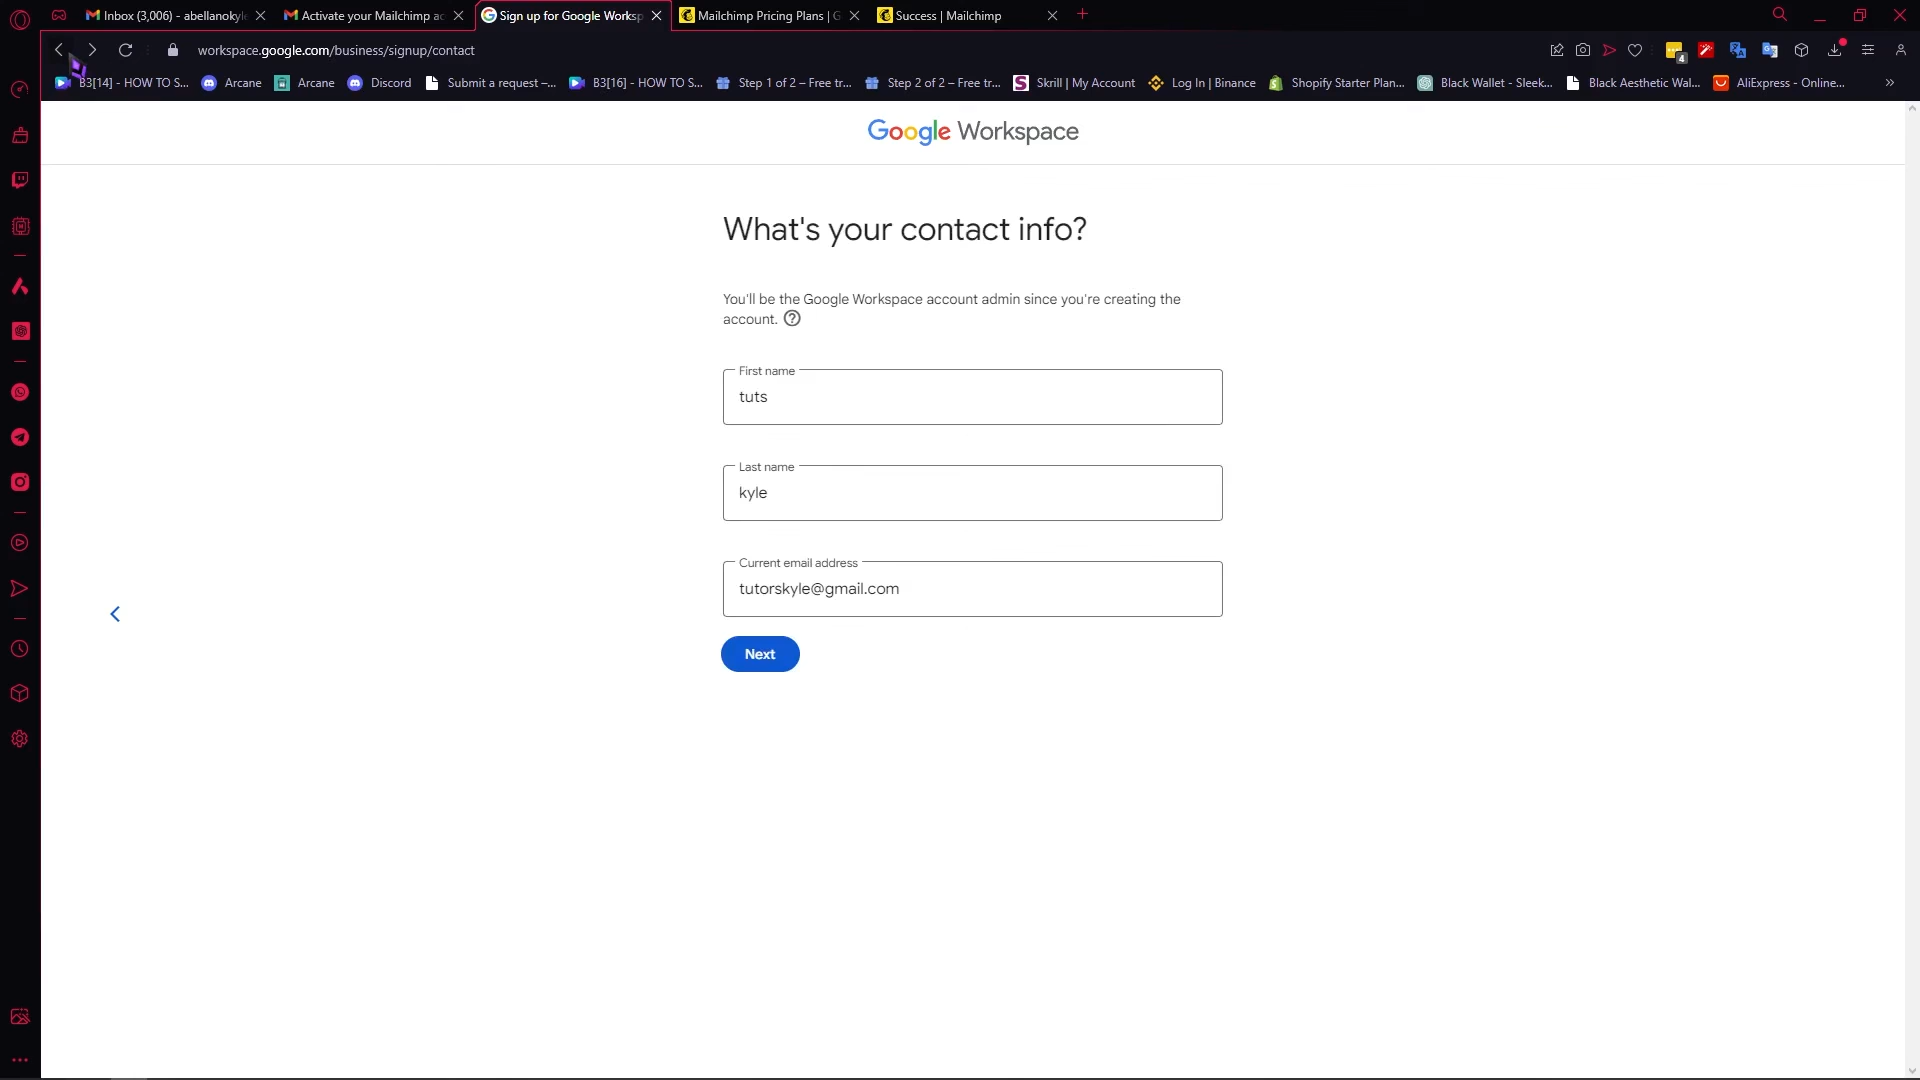 Inbox (3,006) - abellanokyle
Activate your Mailchimp ac
Sign up for Google Worksp
Mailchimp Pricing Plans | G
Success | Mailchimp
workspace.google.com/business/signup/contact
4
B3[14] - HOW TO S...
Arcane
Arcane
Discord
Submit a request –...
B3[16] - HOW TO S...
Step 1 of 2 – Free tr...
Step 2 of 2 – Free tr...
Skrill | My Account
Log In | Binance
Shopify Starter Plan...
Black Wallet - Sleek...
Black Aesthetic Wal...
AliExpress - Online...
Google Workspace
What's your contact info?
You'll be the Google Workspace account admin since you're creating the
account.
First name
tuts
Last name
kyle
Current email address
tutorskyle@gmail.com
Next